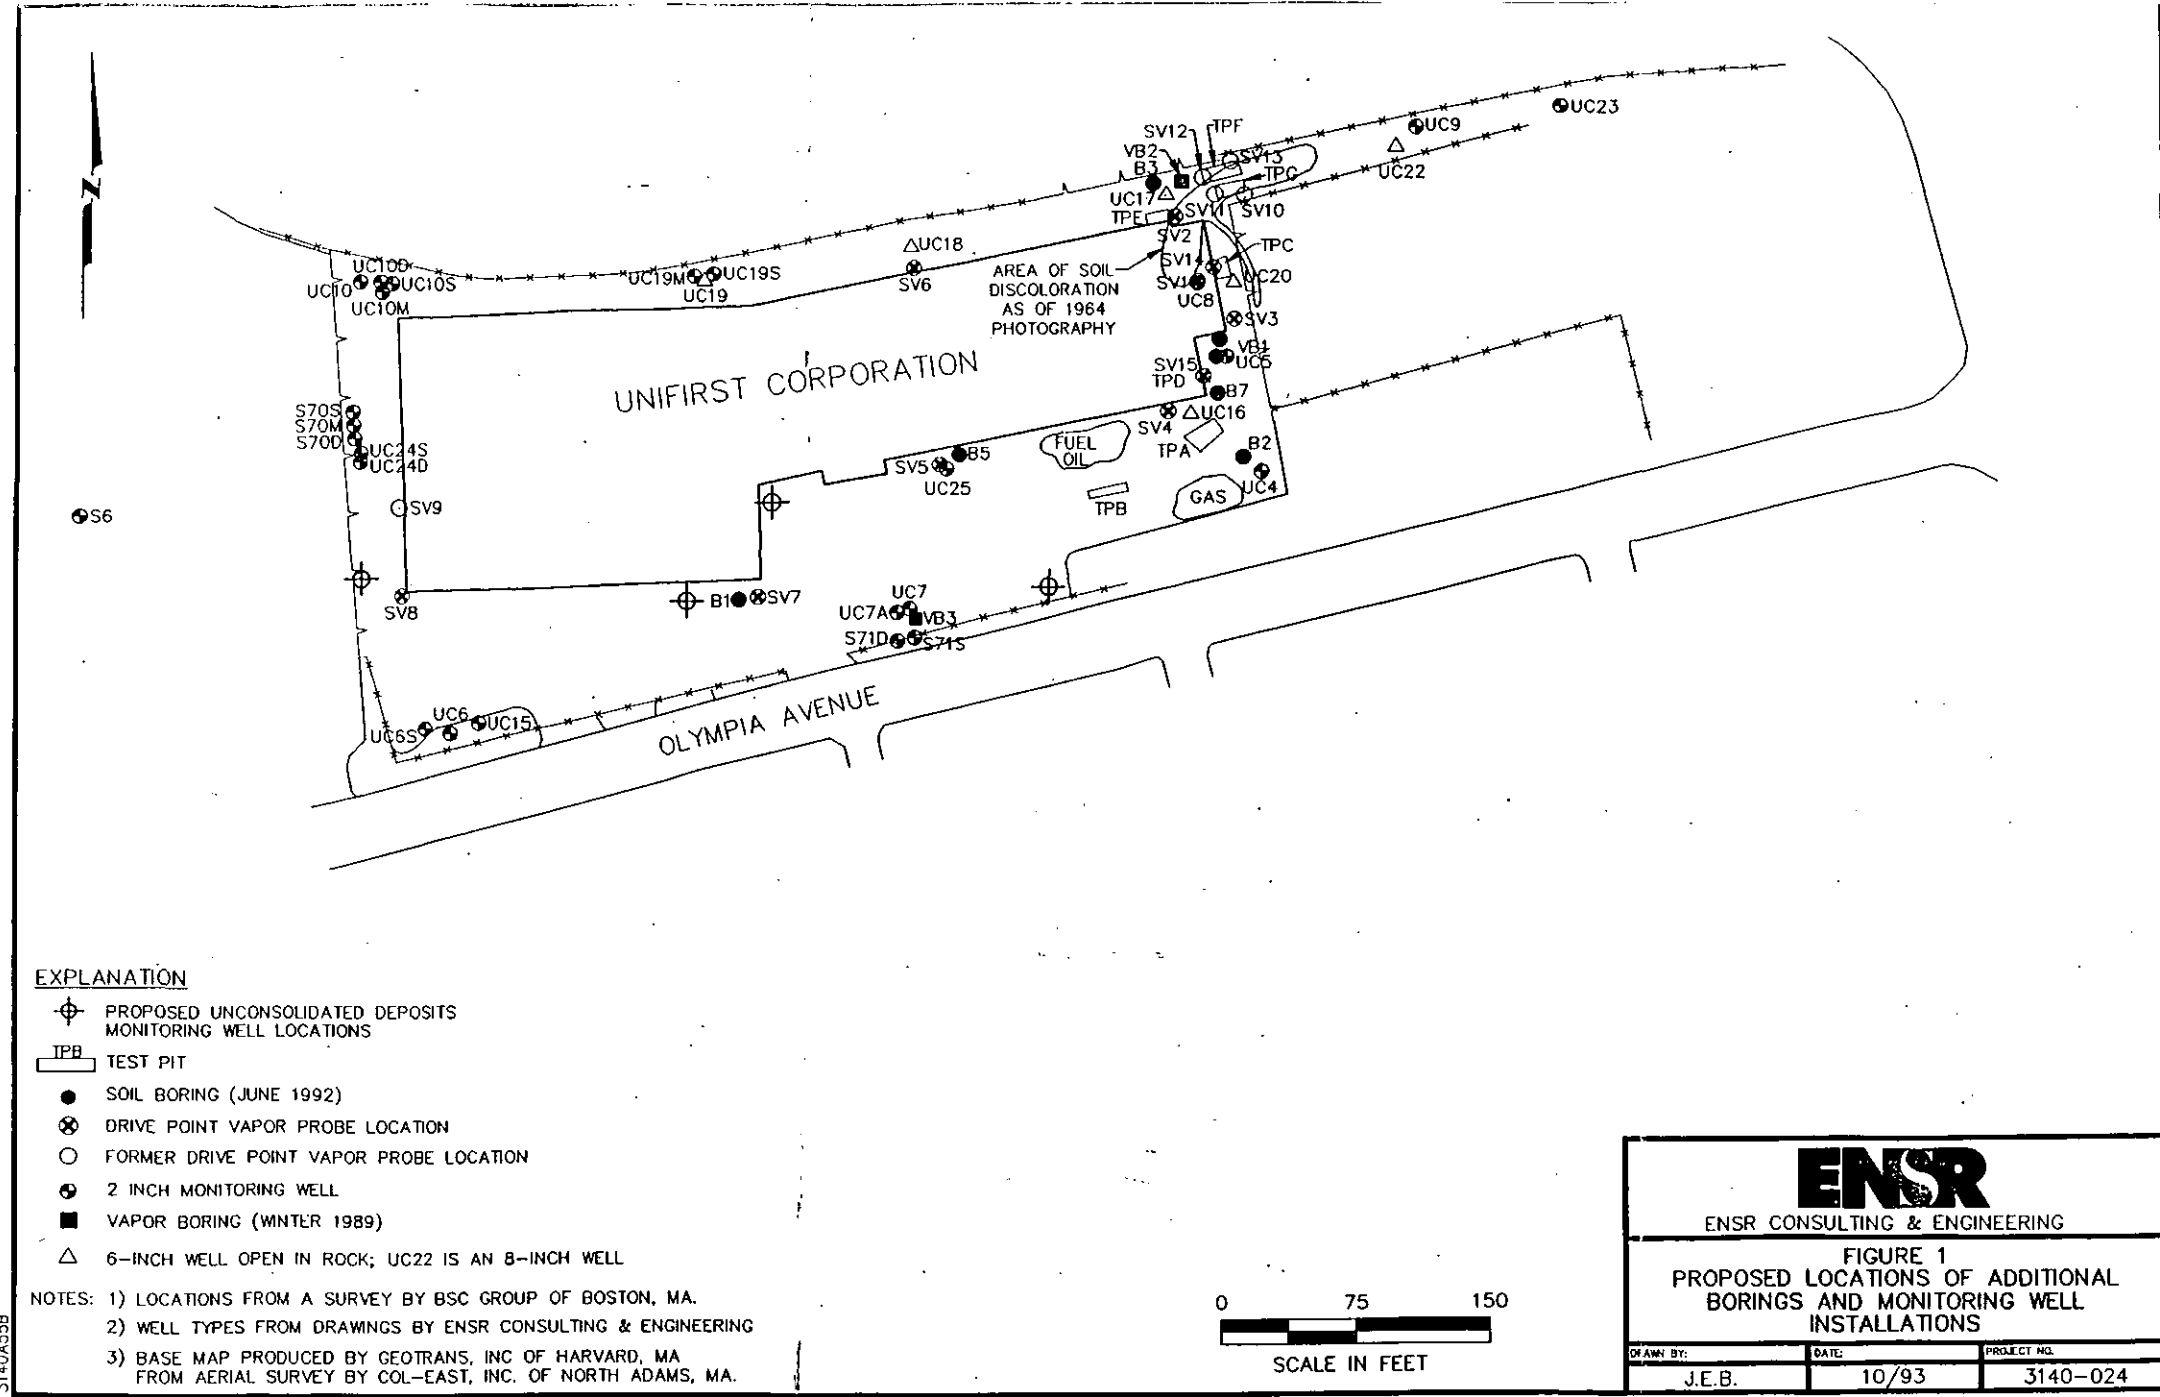 N
UC23
UC9
UC22
SV12
TPF
VB2
B3
SV13
TPG
UC17
TPE
SV11
SV10
SV2
TPC
UC18
SV6
AREA OF SOIL
DISCOLORATION
AS OF 1964
PHOTOGRAPHY
SV14
UC20
SV1
UC8
SV3
UC10D
UC10
UC10S
UC10M
UC19M
UC19S
UC19
UNIFIRST CORPORATION
VB1
UC5
SV15
TPD
B7
UC16
SV4
TPA
B2
UC4
S70S
S70M
S70D
UC24S
UC24D
FUEL
OIL
B5
SV5
UC25
GAS
TPB
SV9
S6
SV8
B1
SV7
UC7
UC7A
VB3
S71D
S71S
UC6
UC15
UC6S
OLYMPIA AVENUE
EXPLANATION
PROPOSED UNCONSOLIDATED DEPOSITS
MONITORING WELL LOCATIONS
TPB
TEST PIT
SOIL BORING (JUNE 1992)
DRIVE POINT VAPOR PROBE LOCATION
FORMER DRIVE POINT VAPOR PROBE LOCATION
2 INCH MONITORING WELL
VAPOR BORING (WINTER 1989)
6-INCH WELL OPEN IN ROCK; UC22 IS AN 8-INCH WELL
NOTES: 1) LOCATIONS FROM A SURVEY BY BSC GROUP OF BOSTON, MA.
2) WELL TYPES FROM DRAWINGS BY ENSR CONSULTING & ENGINEERING
3) BASE MAP PRODUCED BY GEOTRANS, INC OF HARVARD, MA
FROM AERIAL SURVEY BY COL-EAST, INC. OF NORTH ADAMS, MA.
0 75 150
SCALE IN FEET
ENSR
ENSR CONSULTING & ENGINEERING
FIGURE 1
PROPOSED LOCATIONS OF ADDITIONAL
BORINGS AND MONITORING WELL
INSTALLATIONS
DRAWN BY: DATE: PROJECT NO.
J.E.B. 10/93 3140-024